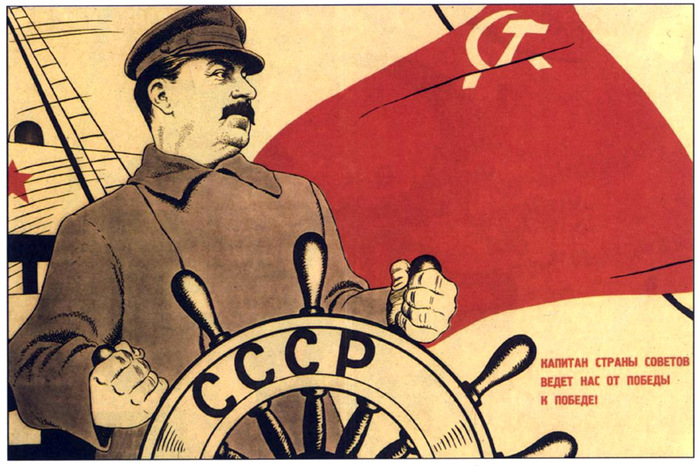 СССР
КАПИТАН СТРАНЫ СОВЕТОВ
ВЕДЕТ НАС ОТ ПОБЕДЫ
К ПОБЕДЕ!